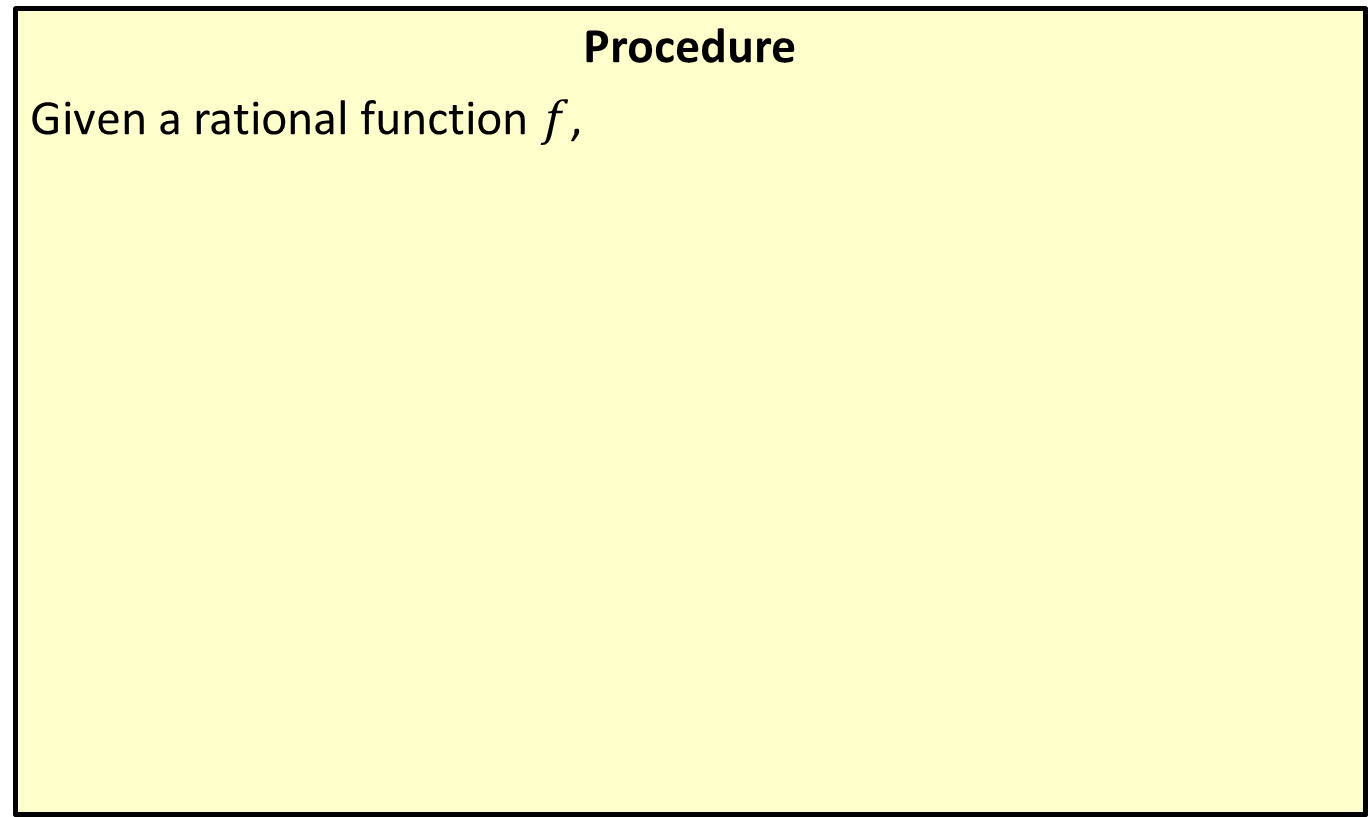 Procedure
Given a rational function 𝑓,